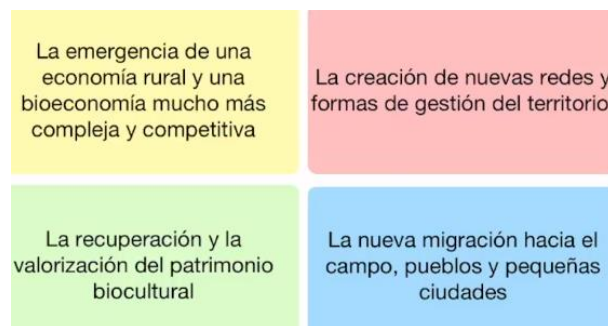 La emergencia de una
economía rural y una
bioeconomía mucho más
compleja y competitiva
La creación de nuevas redes y
formas de gestión del territorio
La recuperación y la
valorización del patrimonio
biocultural
La nueva migración hacia el
campo, pueblos y pequeñas
ciudades